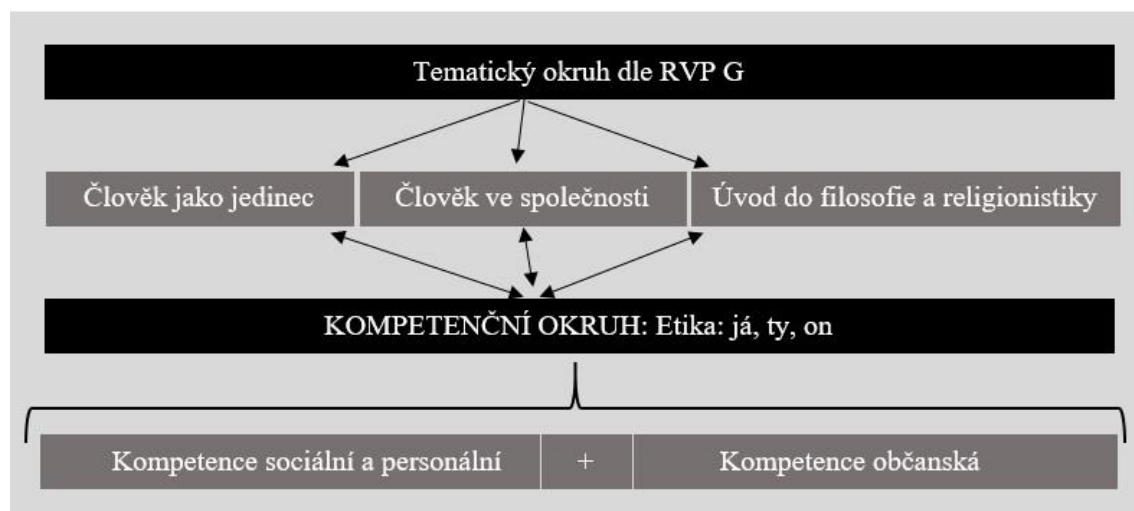 Tematický okruh dle RVP G
Člověk jako jedinec
Člověk ve společnosti
Úvod do filosofie a religionistiky
KOMPETENČNÍ OKRUH: Etika: já, ty, on
Kompetence sociální a personální + Kompetence občanská